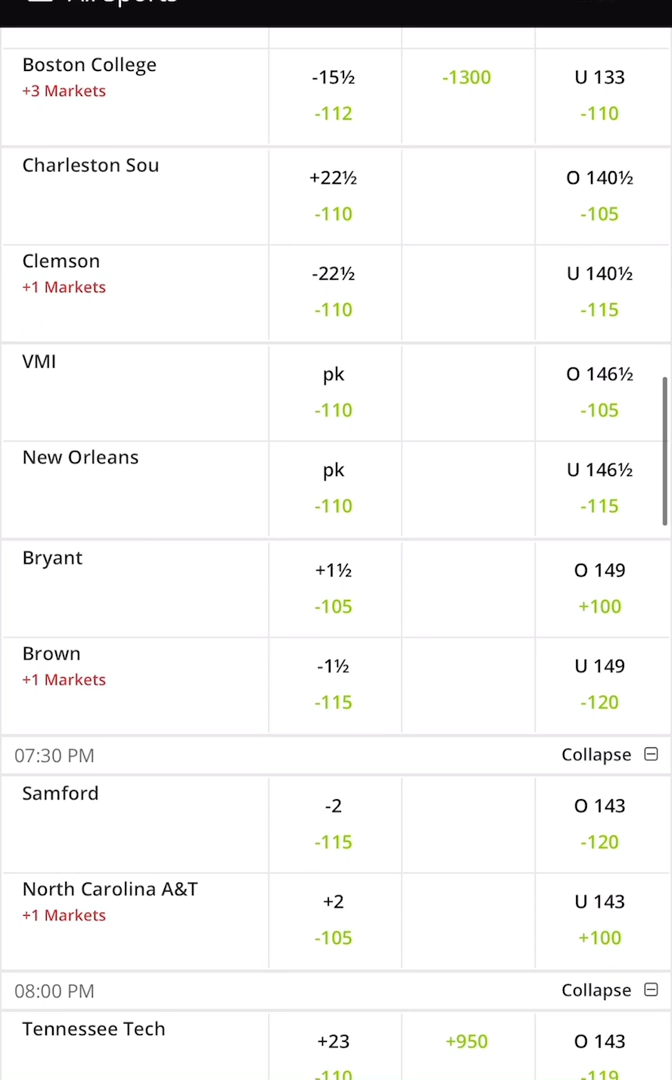 All Sports
Boston College
+3 Markets
-15½
-112
-1300
U 133
-110
Charleston Sou
+22½
-110
O 140½
-105
Clemson
+1 Markets
-22½
-110
U 140½
-115
VMI
pk
-110
O 146½
-105
New Orleans
pk
-110
U 146½
-115
Bryant
+1½
-105
O 149
+100
Brown
+1 Markets
-1½
-115
U 149
-120
07:30 PM
Collapse
Samford
-2
-115
O 143
-120
North Carolina A&T
+1 Markets
+2
-105
U 143
+100
08:00 PM
Collapse
Tennessee Tech
+23
-110
+950
O 143
-119